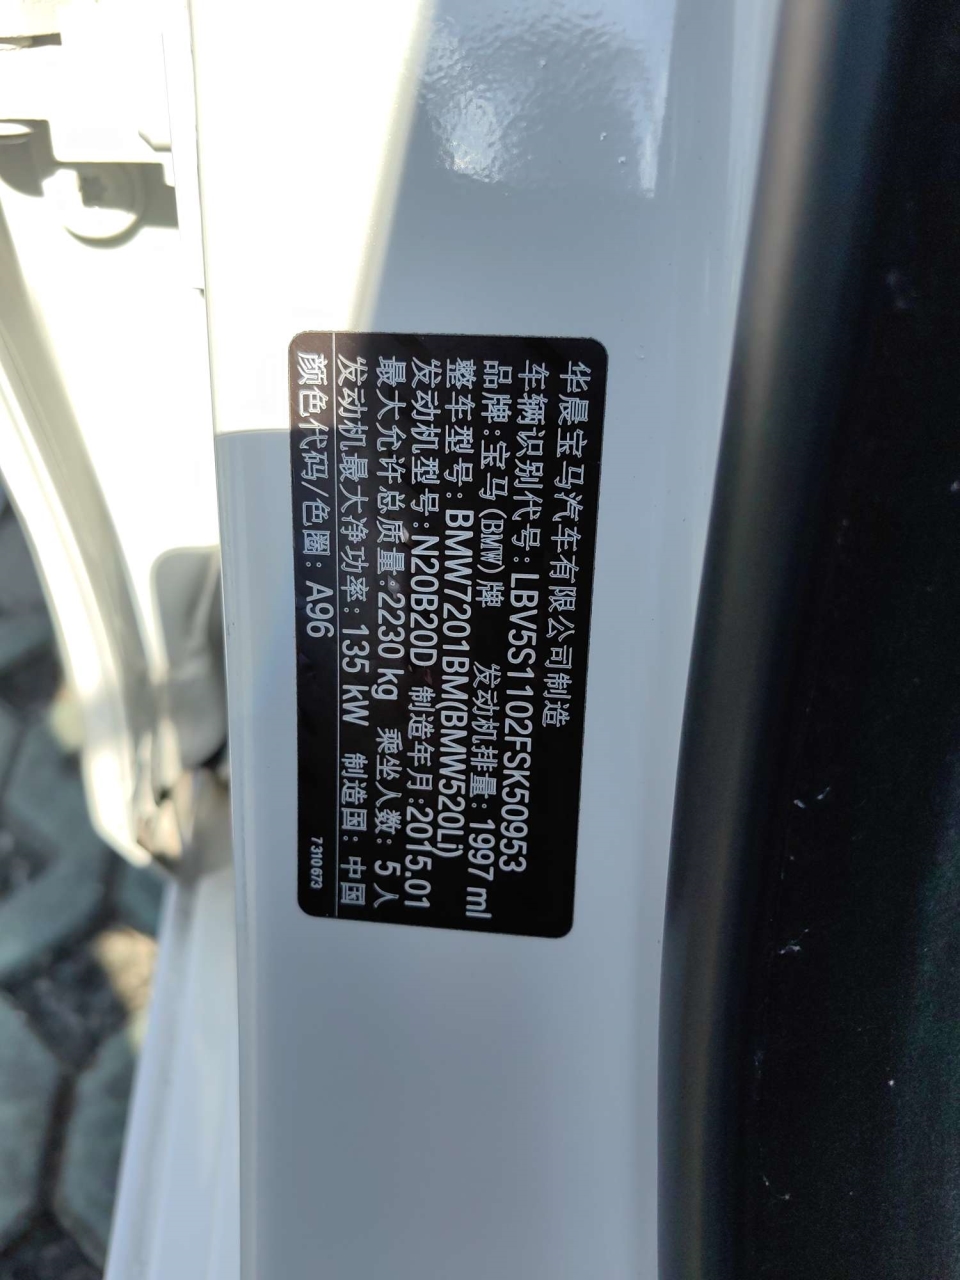 华晨宝马汽车有限公司制造
车辆识别代号:LBV5S1102FSK50953
品牌:宝马(BMW)牌 发动机排量:1997 ml
整车型号:BMW7201BM(BMW520Li)
发动机型号:N20B20D 制造年月:2015.01
最大允许总质量:2230 kg 乘坐人数: 5 人
发动机最大净功率: 135 kW 制造国: 中国
颜色代码/色圈: A96
7 310 673